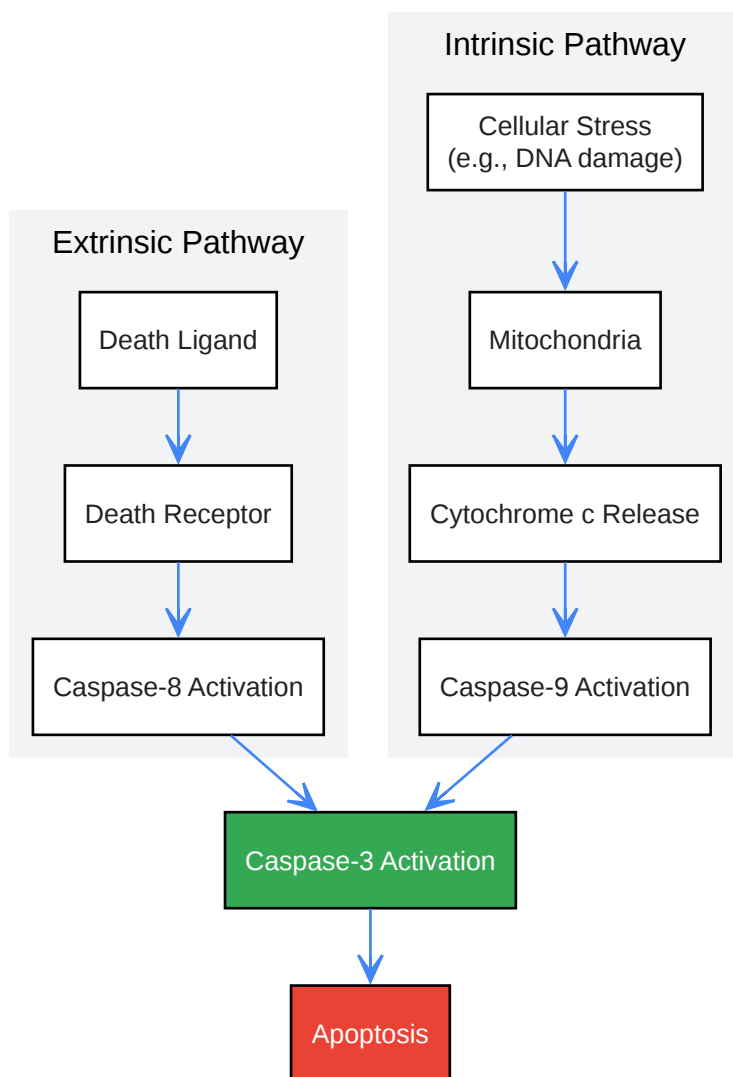 Intrinsic Pathway
Cellular Stress
(e.g., DNA damage)
Extrinsic Pathway
Death Ligand
Mitochondria
Death Receptor
Cytochrome c Release
Caspase-8 Activation
Caspase-9 Activation
Caspase-3 Activation
Apoptosis